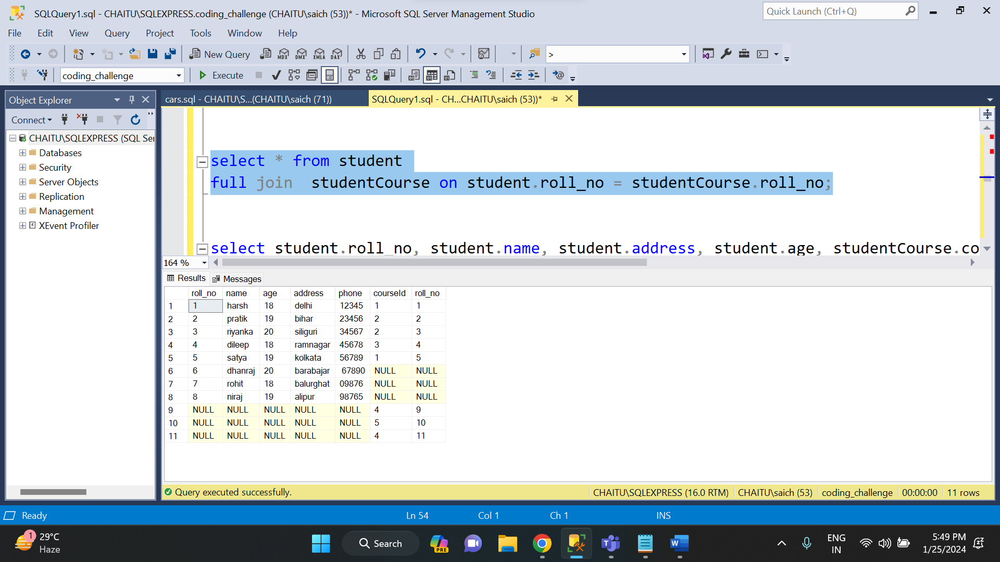 SQLQuery1.sql - CHAITU\SQLEXPRESS.coding_challenge (CHAITU\saich (53))* - Microsoft SQL Server Management Studio
Quick Launch (Ctrl+Q)
File Edit View Query Project Tools Window Help
New Query MDX DMX XMLA DAX >
coding_challenge Execute
Object Explorer
cars.sql - CHAITU\S...(CHAITU\saich (71))
SQLQuery1.sql - CH...CHAITU\saich (53))*
Connect
CHAITU\SQLEXPRESS (SQL Ser
Databases
Security
Server Objects
Replication
Management
XEvent Profiler
select * from student
full join  studentCourse on student.roll_no = studentCourse.roll_no;
select student.roll_no, student.name, student.address, student.age, studentCourse.co
164 %
Results Messages
roll_no name age address phone courseId roll_no
1 1 harsh 18 delhi 12345 1 1
2 2 pratik 19 bihar 23456 2 2
3 3 riyanka 20 siliguri 34567 2 3
4 4 dileep 18 ramnagar 45678 3 4
5 5 satya 19 kolkata 56789 1 5
6 6 dhanraj 20 barabajar 67890 NULL NULL
7 7 rohit 18 balurghat 09876 NULL NULL
8 8 niraj 19 alipur 98765 NULL NULL
9 NULL NULL NULL NULL NULL 4 9
10 NULL NULL NULL NULL NULL 5 10
11 NULL NULL NULL NULL NULL 4 11
Query executed successfully.
CHAITU\SQLEXPRESS (16.0 RTM) CHAITU\saich (53) coding_challenge 00:00:00 11 rows
Ready Ln 54 Col 1 Ch 1 INS
1 29°C
Haze
Search
PRE
ENG
IN
5:49 PM
1/25/2024